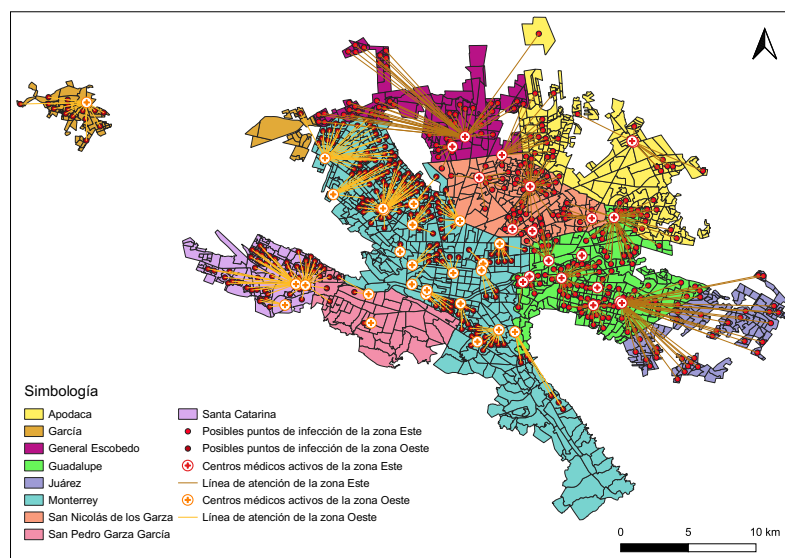 Simbología
Apodaca
García
General Escobedo
Guadalupe
Juárez
Monterrey
San Nicolás de los Garza
San Pedro Garza García
Santa Catarina
Posibles puntos de infección de la zona Este
Posibles puntos de infección de la zona Oeste
Centros médicos activos de la zona Este
Línea de atención de la zona Este
Centros médicos activos de la zona Oeste
Línea de atención de la zona Oeste
0 5 10 km